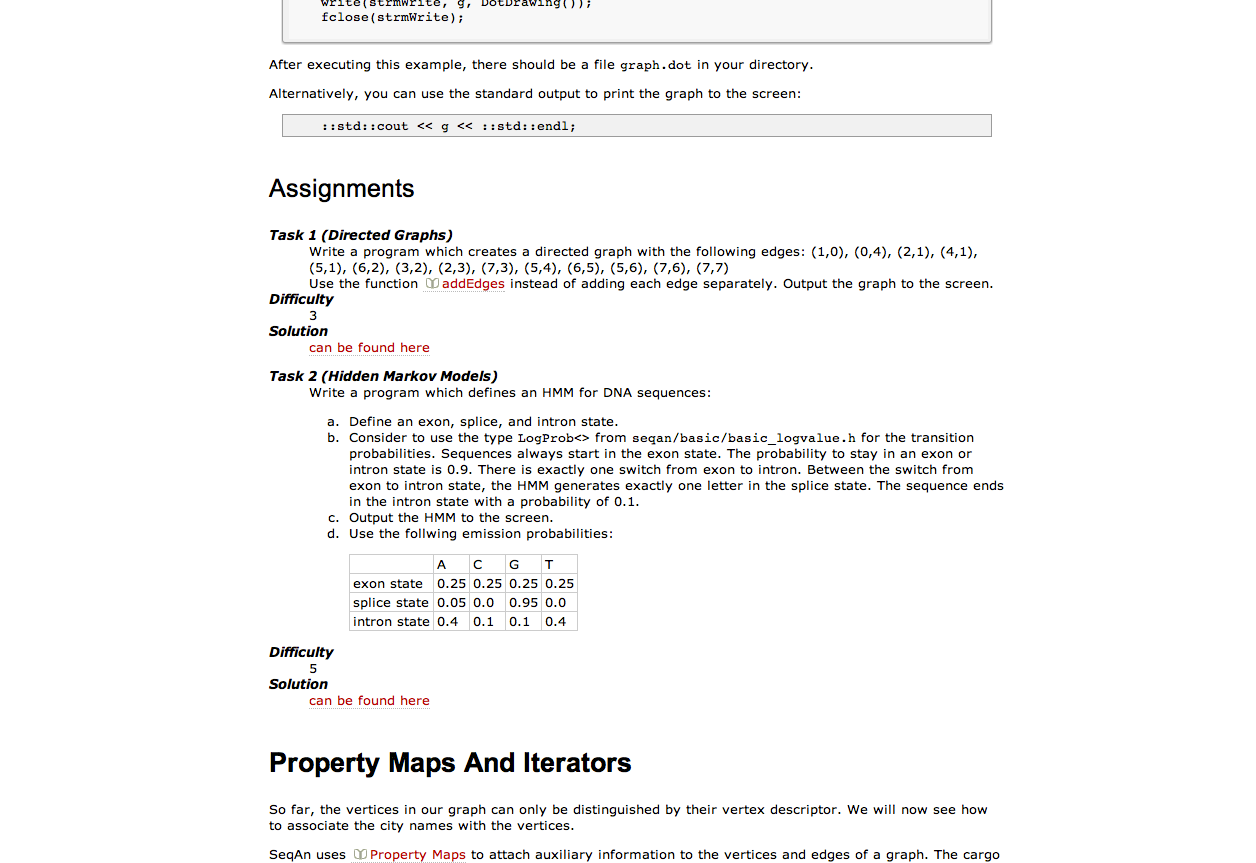 write(strmWrite, g, DotDrawing());
fclose(strmWrite);
After executing this example, there should be a file graph.dot in your directory.
Alternatively, you can use the standard output to print the graph to the screen:
::std::cout << g << ::std::endl;
Assignments
Task 1 (Directed Graphs)
Write a program which creates a directed graph with the following edges: (1,0), (0,4), (2,1), (4,1),
(5,1), (6,2), (3,2), (2,3), (7,3), (5,4), (6,5), (5,6), (7,6), (7,7)
Use the function addEdges instead of adding each edge separately. Output the graph to the screen.
Difficulty
3
Solution
can be found here
Task 2 (Hidden Markov Models)
Write a program which defines an HMM for DNA sequences:
a. Define an exon, splice, and intron state.
b. Consider to use the type LogProb<> from seqan/basic/basic_logvalue.h for the transition
probabilities. Sequences always start in the exon state. The probability to stay in an exon or
intron state is 0.9. There is exactly one switch from exon to intron. Between the switch from
exon to intron state, the HMM generates exactly one letter in the splice state. The sequence ends
in the intron state with a probability of 0.1.
c. Output the HMM to the screen.
d. Use the follwing emission probabilities:
A C G T
exon state 0.25 0.25 0.25 0.25
splice state 0.05 0.0 0.95 0.0
intron state 0.4 0.1 0.1 0.4
Difficulty
5
Solution
can be found here
Property Maps And Iterators
So far, the vertices in our graph can only be distinguished by their vertex descriptor. We will now see how
to associate the city names with the vertices.
SeqAn uses Property Maps to attach auxiliary information to the vertices and edges of a graph. The cargo